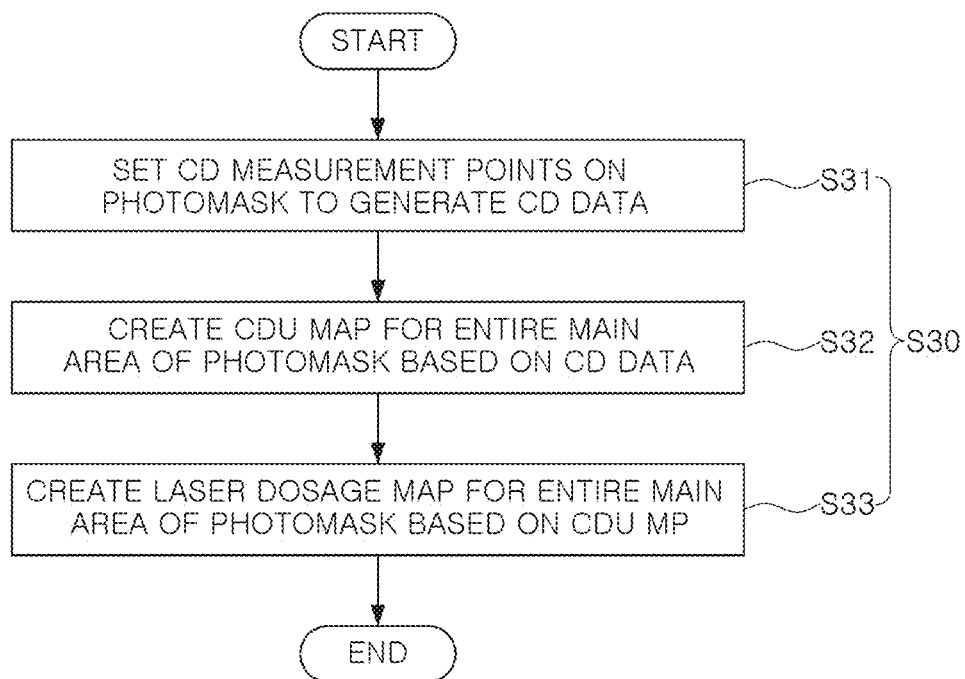 START
SET CD MEASUREMENT POINTS ON
PHOTOMASK TO GENERATE CD DATA
S31
CREATE CDU MAP FOR ENTIRE MAIN
AREA OF PHOTOMASK BASED ON CD DATA
S32
S30
CREATE LASER DOSAGE MAP FOR ENTIRE MAIN
AREA OF PHOTOMASK BASED ON CDU MP
S33
END